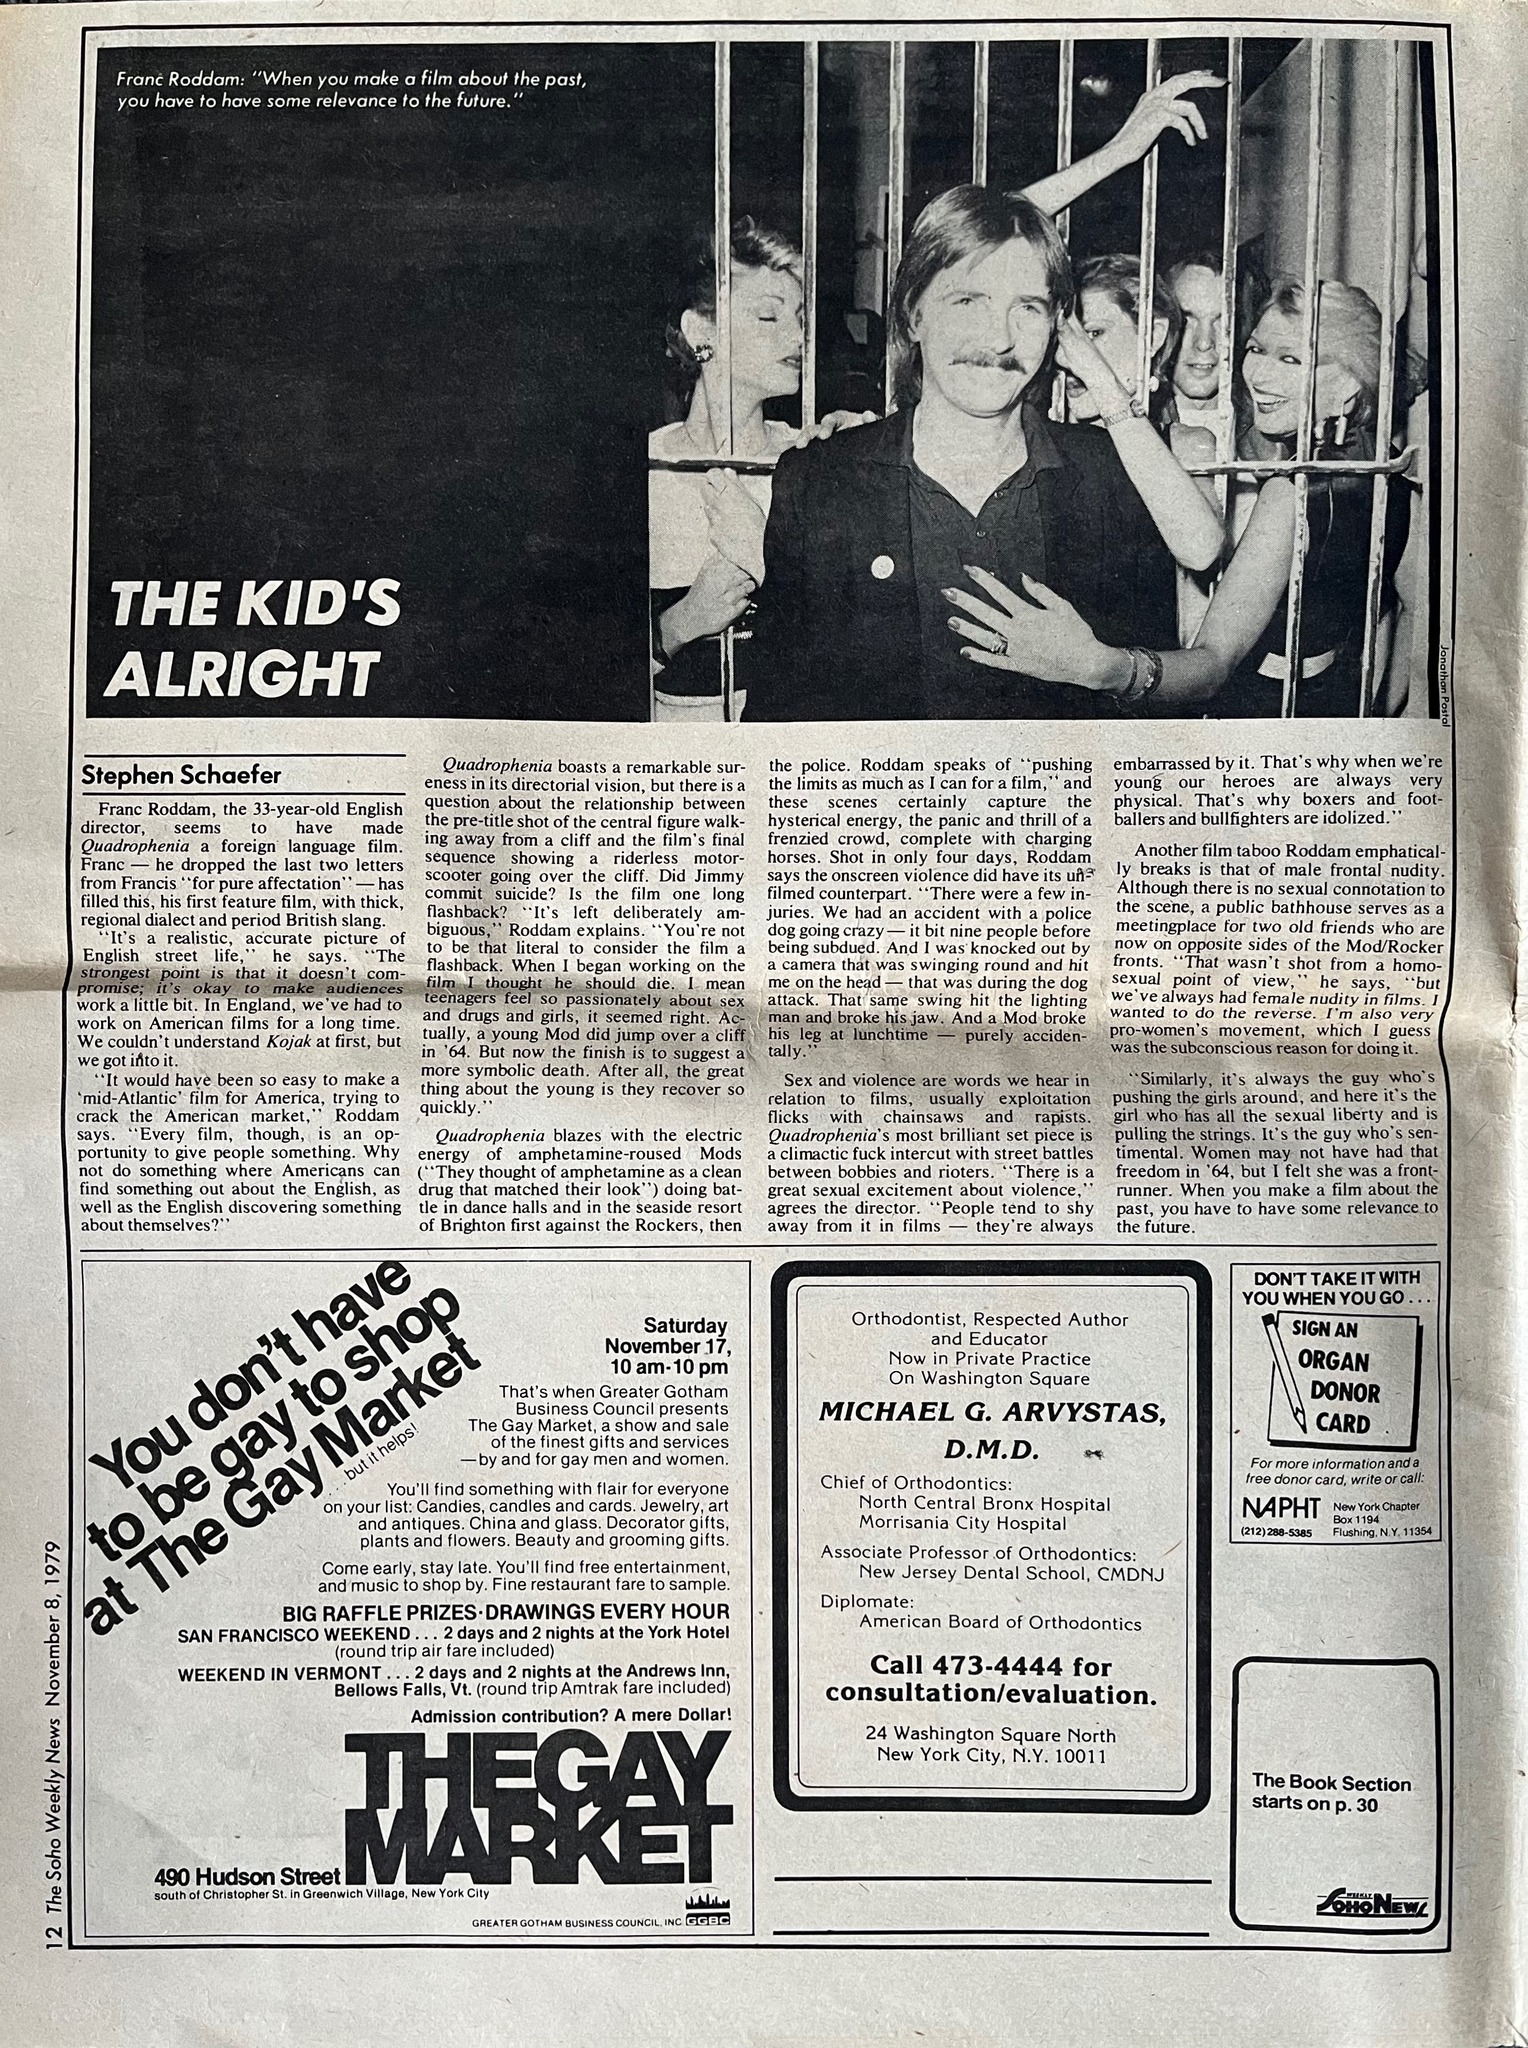 Franc Roddam: "When you make a film about the past,
you have to have some relevance to the future."
THE KID'S
ALRIGHT
Jonathan Postal
Stephen Schaefer
Franc Roddam, the 33-year-old English
director, seems to have made
Quadrophenia a foreign language film.
Franc — he dropped the last two letters
from Francis "for pure affectation" — has
filled this, his first feature film, with thick,
regional dialect and period British slang.
"It's a realistic, accurate picture of
English street life," he says. "The
strongest point is that it doesn't com-
promise; it's okay to make audiences
work a little bit. In England, we've had to
work on American films for a long time.
We couldn't understand Kojak at first, but
we got into it.
"It would have been so easy to make a
'mid-Atlantic' film for America, trying to
crack the American market," Roddam
says. "Every film, though, is an op-
portunity to give people something. Why
not do something where Americans can
find something out about the English, as
well as the English discovering something
about themselves?"
Quadrophenia boasts a remarkable sur-
eness in its directorial vision, but there is a
question about the relationship between
the pre-title shot of the central figure walk-
ing away from a cliff and the film's final
sequence showing a riderless motor-
scooter going over the cliff. Did Jimmy
commit suicide? Is the film one long
flashback? "It's left deliberately am-
biguous," Roddam explains. "You're not
to be that literal to consider the film a
flashback. When I began working on the
film I thought he should die. I mean
teenagers feel so passionately about sex
and drugs and girls, it seemed right. Ac-
tually, a young Mod did jump over a cliff
in '64. But now the finish is to suggest a
more symbolic death. After all, the great
thing about the young is they recover so
quickly."
Quadrophenia blazes with the electric
energy of amphetamine-roused Mods
("They thought of amphetamine as a clean
drug that matched their look") doing bat-
tle in dance halls and in the seaside resort
of Brighton first against the Rockers, then
the police. Roddam speaks of "pushing
the limits as much as I can for a film," and
these scenes certainly capture the
hysterical energy, the panic and thrill of a
frenzied crowd, complete with charging
horses. Shot in only four days, Roddam
says the onscreen violence did have its un-
filmed counterpart. "There were a few in-
juries. We had an accident with a police
dog going crazy — it bit nine people before
being subdued. And I was knocked out by
a camera that was swinging round and hit
me on the head — that was during the dog
attack. That same swing hit the lighting
man and broke his jaw. And a Mod broke
his leg at lunchtime — purely acciden-
tally."
Sex and violence are words we hear in
relation to films, usually exploitation
flicks with chainsaws and rapists.
Quadrophenia's most brilliant set piece is
a climactic fuck intercut with street battles
between bobbies and rioters. "There is a
great sexual excitement about violence,"
agrees the director. "People tend to shy
away from it in films — they're always
embarrassed by it. That's why when we're
young our heroes are always very
physical. That's why boxers and foot-
ballers and bullfighters are idolized."
Another film taboo Roddam emphatical-
ly breaks is that of male frontal nudity.
Although there is no sexual connotation to
the scene, a public bathhouse serves as a
meetingplace for two old friends who are
now on opposite sides of the Mod/Rocker
fronts. "That wasn't shot from a homo-
sexual point of view," he says, "but
we've always had female nudity in films. I
wanted to do the reverse. I'm also very
pro-women's movement, which I guess
was the subconscious reason for doing it.
"Similarly, it's always the guy who's
pushing the girls around, and here it's the
girl who has all the sexual liberty and is
pulling the strings. It's the guy who's sen-
timental. Women may not have had that
freedom in '64, but I felt she was a front-
runner. When you make a film about the
past, you have to have some relevance to
the future.
You don't have
to be gay to shop
at The Gay Market
. . . but it helps!
Saturday
November 17,
10 am-10 pm
That's when Greater Gotham
Business Council presents
The Gay Market, a show and sale
of the finest gifts and services
—by and for gay men and women.
You'll find something with flair for everyone
on your list: Candies, candles and cards. Jewelry, art
and antiques. China and glass. Decorator gifts,
plants and flowers. Beauty and grooming gifts.
Come early, stay late. You'll find free entertainment,
and music to shop by. Fine restaurant fare to sample.
BIG RAFFLE PRIZES·DRAWINGS EVERY HOUR
SAN FRANCISCO WEEKEND . . . 2 days and 2 nights at the York Hotel
(round trip air fare included)
WEEKEND IN VERMONT . . . 2 days and 2 nights at the Andrews Inn,
Bellows Falls, Vt. (round trip Amtrak fare included)
Admission contribution? A mere Dollar!
THE GAY
MARKET
490 Hudson Street
south of Christopher St. in Greenwich Village, New York City
GREATER GOTHAM BUSINESS COUNCIL, INC. GGBC
Orthodontist, Respected Author
and Educator
Now in Private Practice
On Washington Square
MICHAEL G. ARVYSTAS,
D.M.D.
Chief of Orthodontics:
North Central Bronx Hospital
Morrisania City Hospital
Associate Professor of Orthodontics:
New Jersey Dental School, CMDNJ
Diplomate:
American Board of Orthodontics
Call 473-4444 for
consultation/evaluation.
24 Washington Square North
New York City, N.Y. 10011
DON'T TAKE IT WITH
YOU WHEN YOU GO . . .
SIGN AN
ORGAN
DONOR
CARD
For more information and a
free donor card, write or call:
NAPHT
(212) 288-5385
New York Chapter
Box 1194
Flushing, N.Y. 11354
The Book Section
starts on p. 30
WEEKLY
SOHO NEWS
12 The Soho Weekly News November 8, 1979